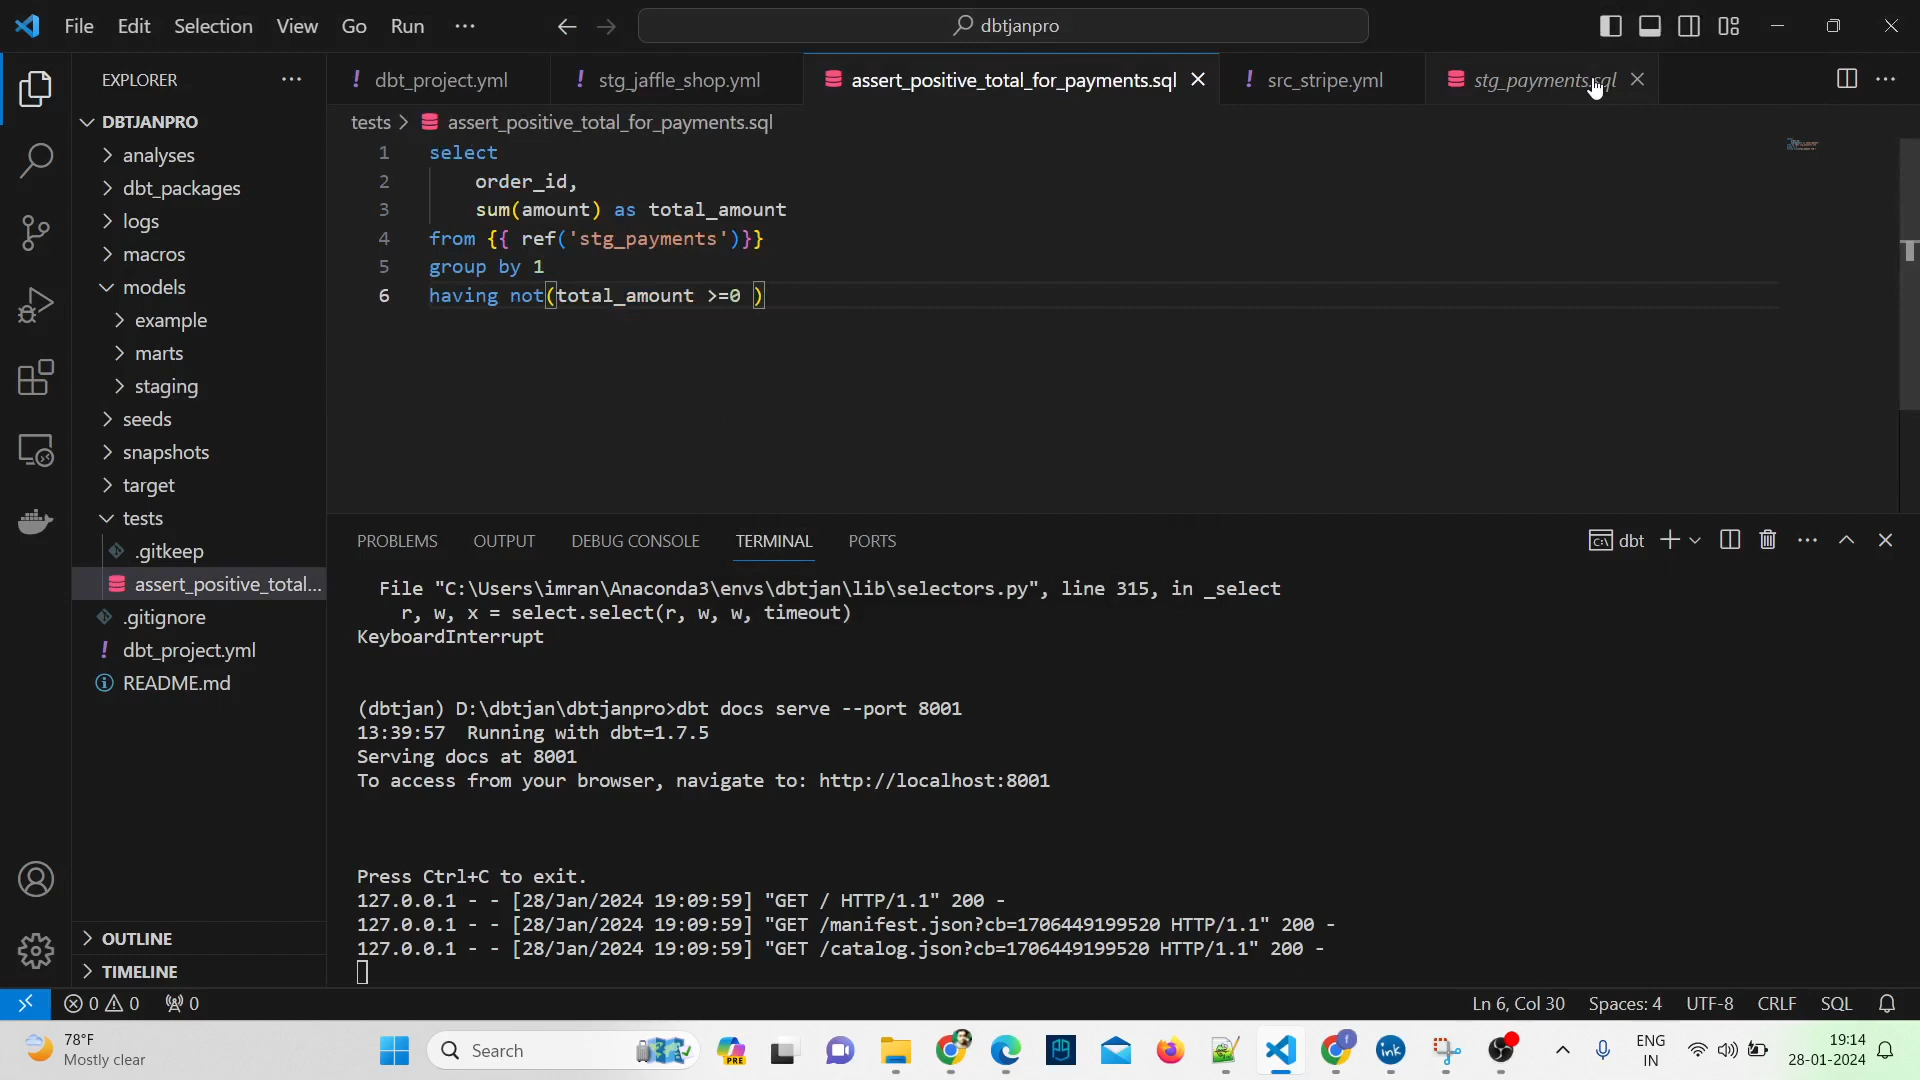 File Edit Selection View Go Run ··· dbtjanpro
EXPLORER ···
dbt_project.yml stg_jaffle_shop.yml assert_positive_total_for_payments.sql src_stripe.yml stg_payments.sql
DBTJANPRO
analyses
dbt_packages
logs
macros
models
example
marts
staging
seeds
snapshots
target
tests
.gitkeep
assert_positive_total...
.gitignore
dbt_project.yml
README.md
OUTLINE
TIMELINE
tests > assert_positive_total_for_payments.sql
1 select
2 order_id,
3 sum(amount) as total_amount
4 from {{ ref('stg_payments')}}
5 group by 1
6 having not(total_amount >=0 )
PROBLEMS OUTPUT DEBUG CONSOLE TERMINAL PORTS dbt
File "C:\Users\imran\Anaconda3\envs\dbtjan\lib\selectors.py", line 315, in _select
r, w, x = select.select(r, w, w, timeout)
KeyboardInterrupt
(dbtjan) D:\dbtjan\dbtjanpro>dbt docs serve --port 8001
13:39:57 Running with dbt=1.7.5
Serving docs at 8001
To access from your browser, navigate to: http://localhost:8001
Press Ctrl+C to exit.
127.0.0.1 - - [28/Jan/2024 19:09:59] "GET / HTTP/1.1" 200 -
127.0.0.1 - - [28/Jan/2024 19:09:59] "GET /manifest.json?cb=1706449199520 HTTP/1.1" 200 -
127.0.0.1 - - [28/Jan/2024 19:09:59] "GET /catalog.json?cb=1706449199520 HTTP/1.1" 200 -
0 0 0 Ln 6, Col 30 Spaces: 4 UTF-8 CRLF SQL
78°F
Mostly clear
Search
PRE
ink
ENG
IN
19:14
28-01-2024